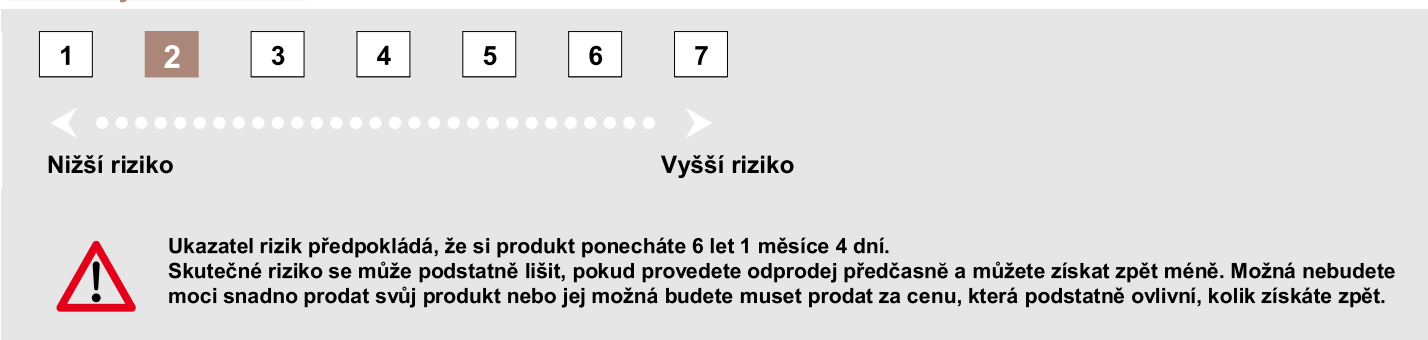 1 2 3 4 5 6 7
Nižší riziko Vyšší riziko
Ukazatel rizik předpokládá, že si produkt ponecháte 6 let 1 měsíce 4 dní.
Skutečné riziko se může podstatně lišit, pokud provedete odprodej předčasně a můžete získat zpět méně. Možná nebudete
moci snadno prodat svůj produkt nebo jej možná budete muset prodat za cenu, která podstatně ovlivní, kolik získáte zpět.